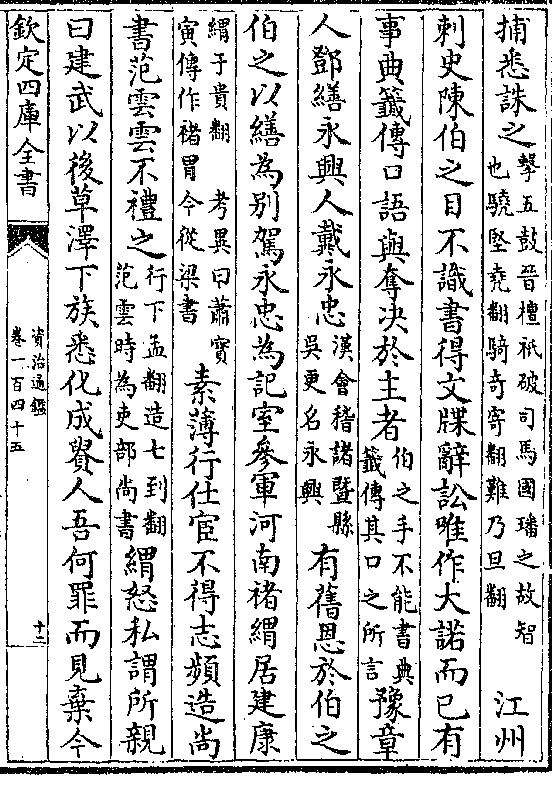 捕悉誅之擊五鼓晉檀祇破司馬國璠之故智也驍堅堯翻騎奇寄翻難乃旦翻江州
刺史陳伯之目不識書得文牒辭訟唯作大諾而已有
事典籖傳口語與奪決於主者伯之手不能書典籖傳其口之所言豫章
人鄧繕永興人戴永忠漢會稽諸暨縣吳更名永興有舊恩於伯之
伯之以繕為別駕永忠為記室參軍河南禇緭居建康
緭于貴翻考異曰蕭寳寅傳作禇冑今從梁書素薄行仕宦不得志頻造尚
書范雲雲不禮之行下孟翻造七到翻范雲時為吏部尚書緭怒私謂所親
曰建武以後草澤下族悉化成貴人吾何罪而見棄今
欽定四庫全書
資治通鑑
卷一百四十五
十二